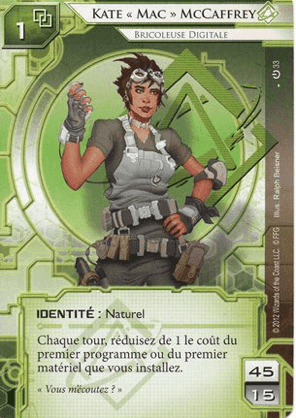 1
KATE « MAC » MCCAFFREY
BRICOLEUSE DIGITALE
33
Illus. Ralph Beisner
© 2012 Wizards of the Coast LLC. © FFG
IDENTITÉ : Naturel
Chaque tour, réduisez de 1 le coût du
premier programme ou du premier
matériel que vous installez.
« Vous m'écoutez ? »
45
15